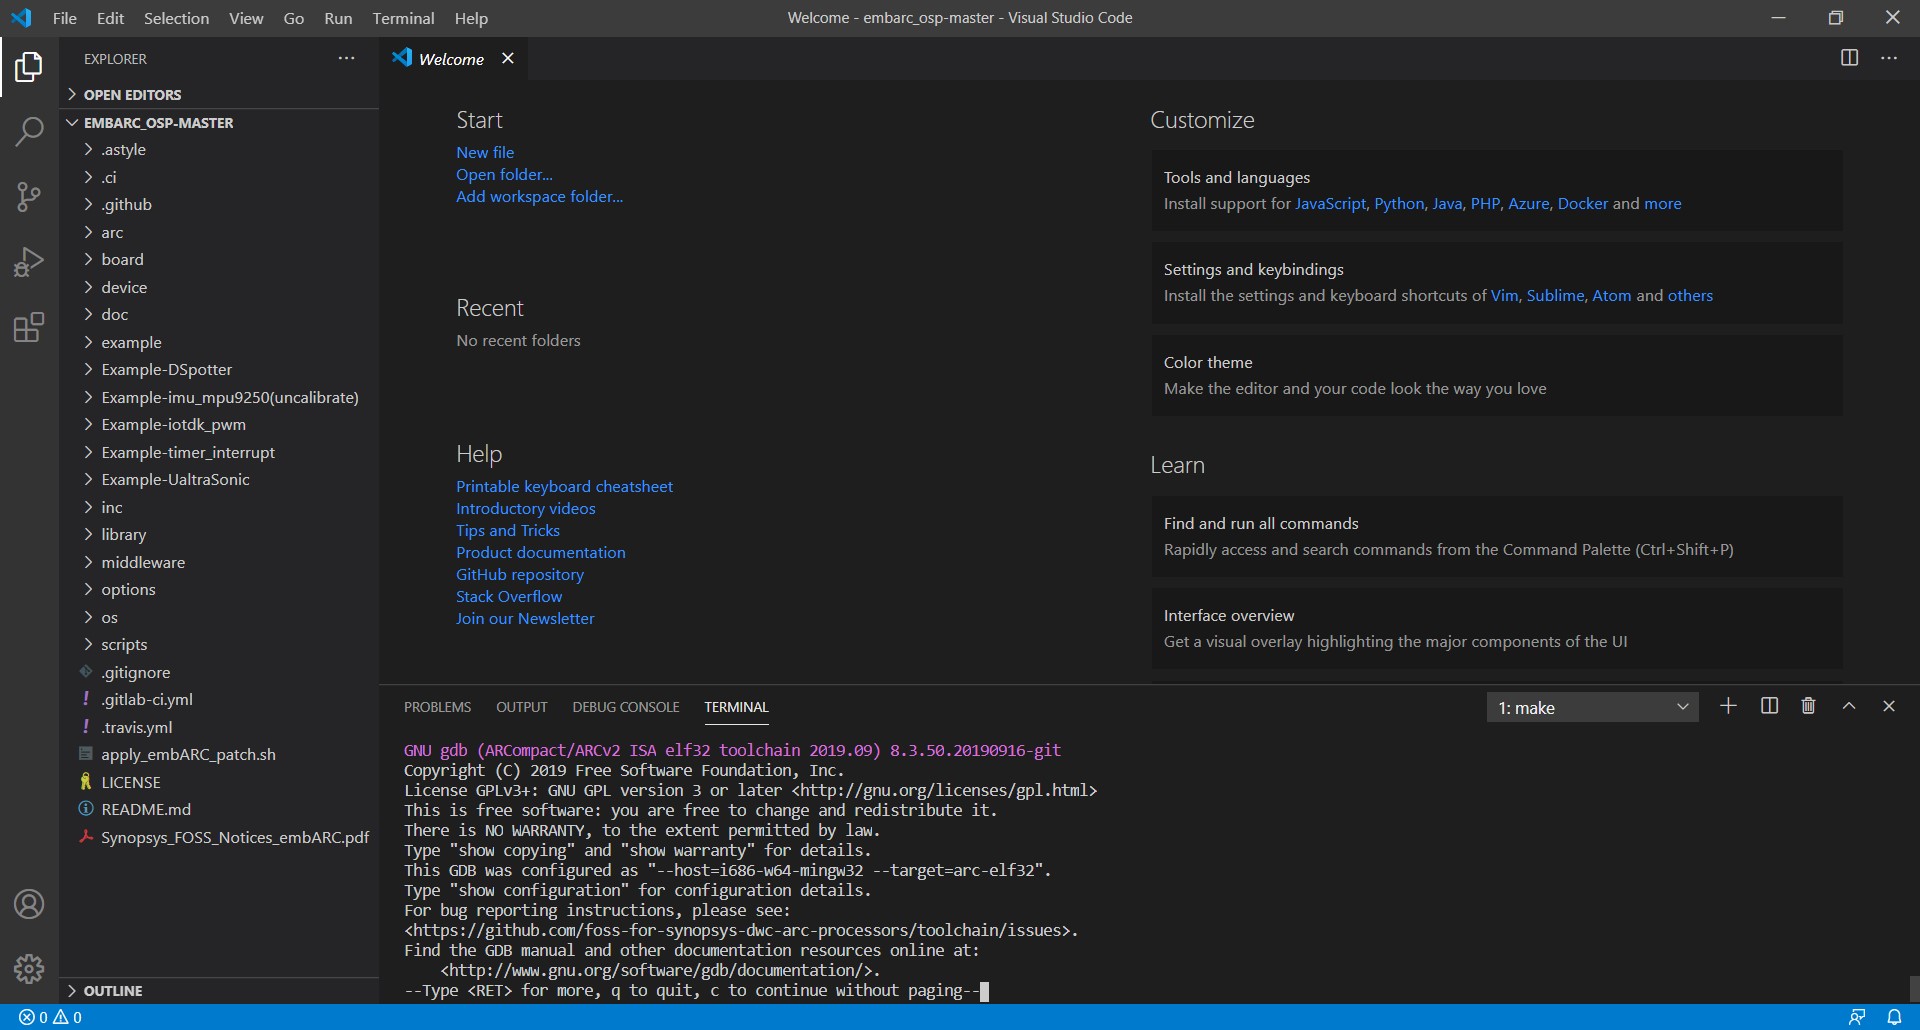 File Edit Selection View Go Run Terminal Help
Welcome - embarc_osp-master - Visual Studio Code
EXPLORER
OPEN EDITORS
EMBARC_OSP-MASTER
.astyle
.ci
.github
arc
board
device
doc
example
Example-DSpotter
Example-imu_mpu9250(uncalibrate)
Example-iotdk_pwm
Example-timer_interrupt
Example-UaltraSonic
inc
library
middleware
options
os
scripts
.gitignore
! .gitlab-ci.yml
! .travis.yml
apply_embARC_patch.sh
LICENSE
README.md
Synopsys_FOSS_Notices_embARC.pdf
OUTLINE
Welcome
Start
New file
Open folder...
Add workspace folder...
Recent
No recent folders
Help
Printable keyboard cheatsheet
Introductory videos
Tips and Tricks
Product documentation
GitHub repository
Stack Overflow
Join our Newsletter
Customize
Tools and languages
Install support for JavaScript, Python, Java, PHP, Azure, Docker and more
Settings and keybindings
Install the settings and keyboard shortcuts of Vim, Sublime, Atom and others
Color theme
Make the editor and your code look the way you love
Learn
Find and run all commands
Rapidly access and search commands from the Command Palette (Ctrl+Shift+P)
Interface overview
Get a visual overlay highlighting the major components of the UI
PROBLEMS OUTPUT DEBUG CONSOLE TERMINAL
1: make
GNU gdb (ARCompact/ARCv2 ISA elf32 toolchain 2019.09) 8.3.50.20190916-git
Copyright (C) 2019 Free Software Foundation, Inc.
License GPLv3+: GNU GPL version 3 or later <http://gnu.org/licenses/gpl.html>
This is free software: you are free to change and redistribute it.
There is NO WARRANTY, to the extent permitted by law.
Type "show copying" and "show warranty" for details.
This GDB was configured as "--host=i686-w64-mingw32 --target=arc-elf32".
Type "show configuration" for configuration details.
For bug reporting instructions, please see:
<https://github.com/foss-for-synopsys-dwc-arc-processors/toolchain/issues>.
Find the GDB manual and other documentation resources online at:
<http://www.gnu.org/software/gdb/documentation/>.
--Type <RET> for more, q to quit, c to continue without paging--
0 0